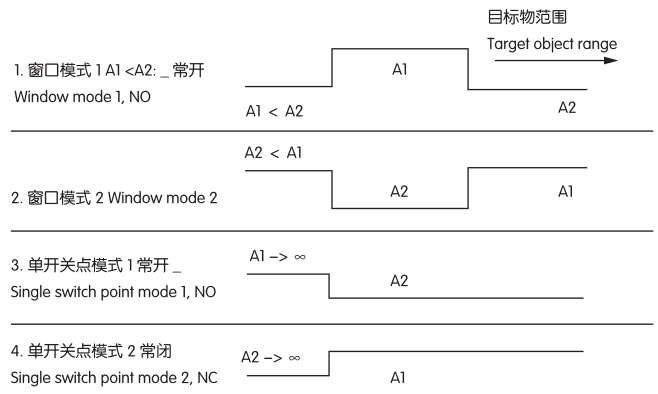 目标物范围
Target object range
1. 窗口模式 1 A1 <A2: _ 常开
Window mode 1, NO
A1
A1 < A2
A2
A2 < A1
2. 窗口模式 2 Window mode 2
A2
A1
3. 单开关点模式 1 常开 _
Single switch point mode 1, NO
A1 –> ∞
A2
4. 单开关点模式 2 常闭
Single switch point mode 2, NC
A2 –> ∞
A1